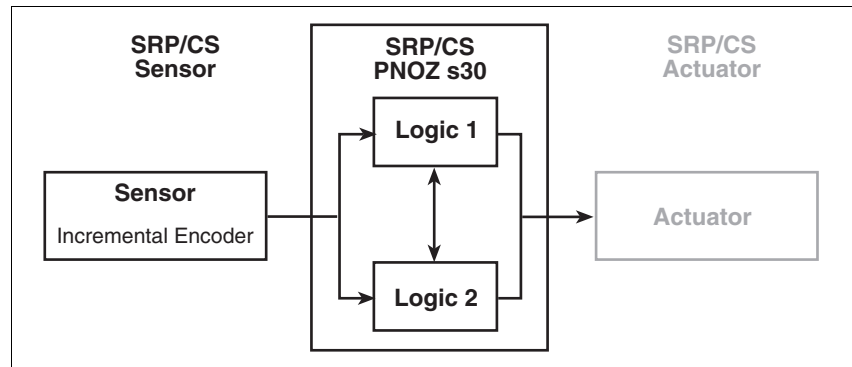 SRP/CS
Sensor
SRP/CS
PNOZ s30
SRP/CS
Actuator
Logic 1
Sensor
Incremental Encoder
Actuator
Logic 2